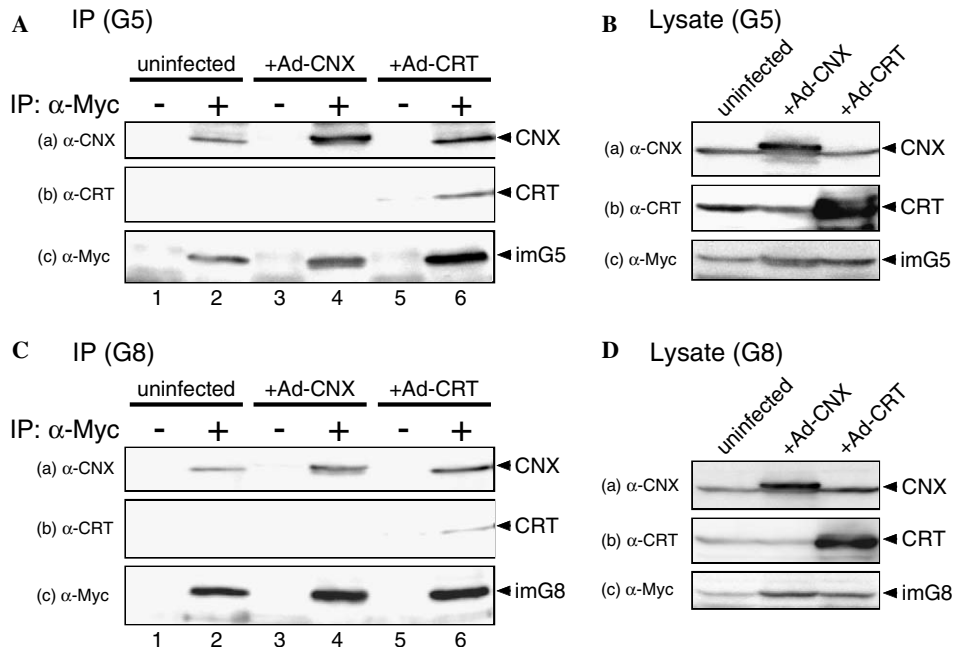 A IP (G5)
uninfected +Ad-CNX +Ad-CRT
IP: α-Myc - + - + - +
(a) α-CNX CNX
(b) α-CRT CRT
(c) α-Myc imG5
1 2 3 4 5 6
B Lysate (G5)
uninfected +Ad-CNX +Ad-CRT
(a) α-CNX CNX
(b) α-CRT CRT
(c) α-Myc imG5
C IP (G8)
uninfected +Ad-CNX +Ad-CRT
IP: α-Myc - + - + - +
(a) α-CNX CNX
(b) α-CRT CRT
(c) α-Myc imG8
1 2 3 4 5 6
D Lysate (G8)
uninfected +Ad-CNX +Ad-CRT
(a) α-CNX CNX
(b) α-CRT CRT
(c) α-Myc imG8